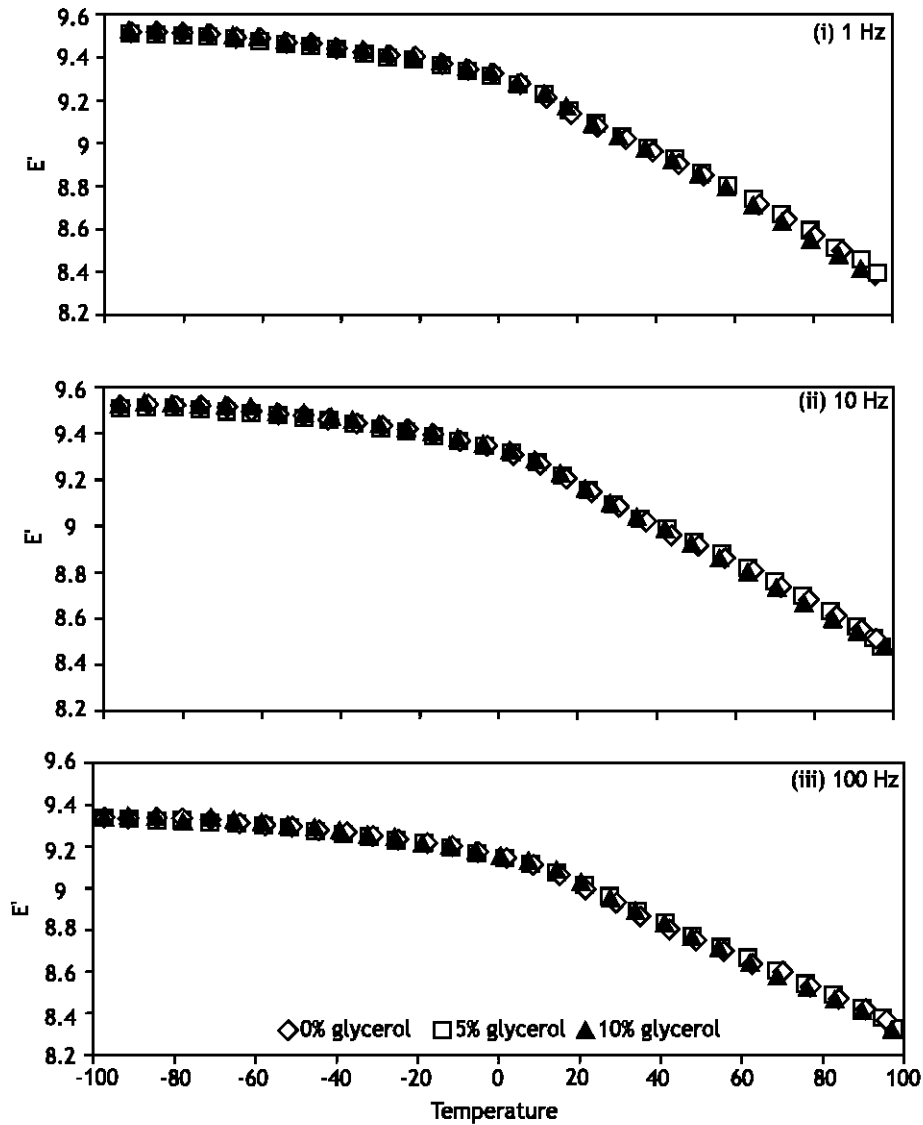 (i) 1 Hz
9.6
9.4
9.2
9
8.8
8.6
8.4
8.2
E'
(ii) 10 Hz
9.6
9.4
9.2
9
8.8
8.6
8.4
8.2
E'
(iii) 100 Hz
9.6
9.4
9.2
9
8.8
8.6
8.4
8.2
E'
0% glycerol 5% glycerol 10% glycerol
-100 -80 -60 -40 -20 0 20 40 60 80 100
Temperature